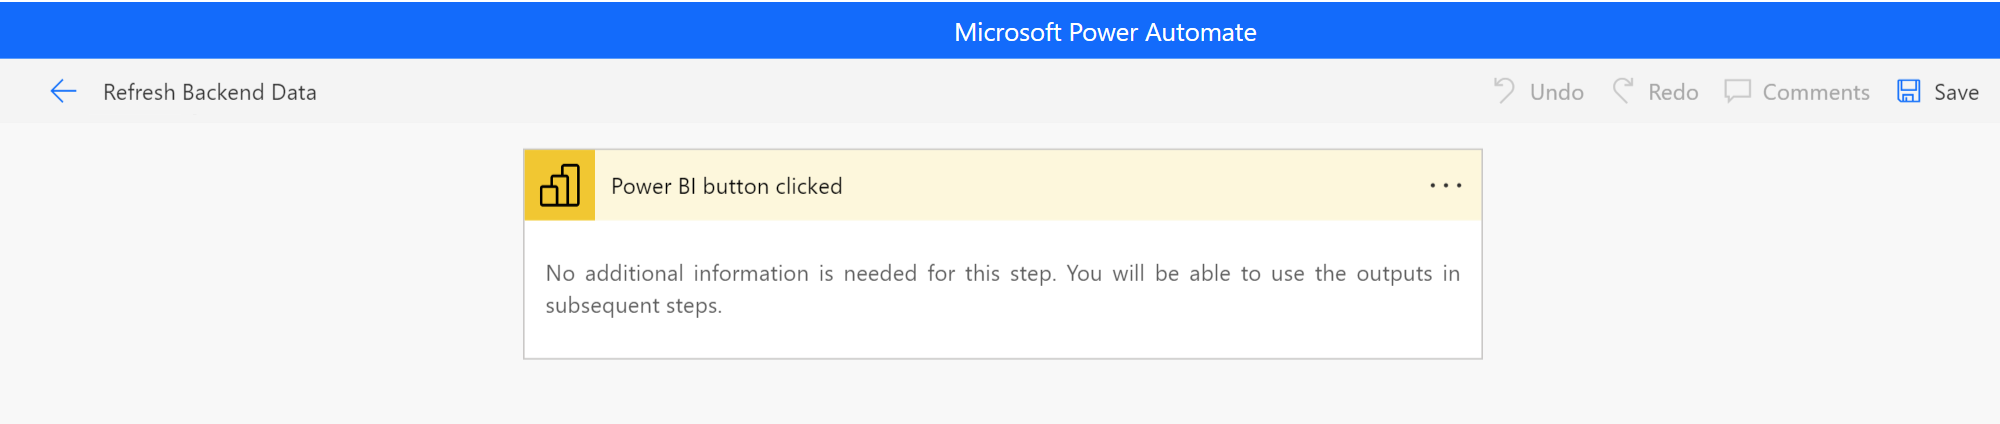 Microsoft Power Automate
Refresh Backend Data
Undo
Redo
Comments
Save
Power BI button clicked
No additional information is needed for this step. You will be able to use the outputs in
subsequent steps.